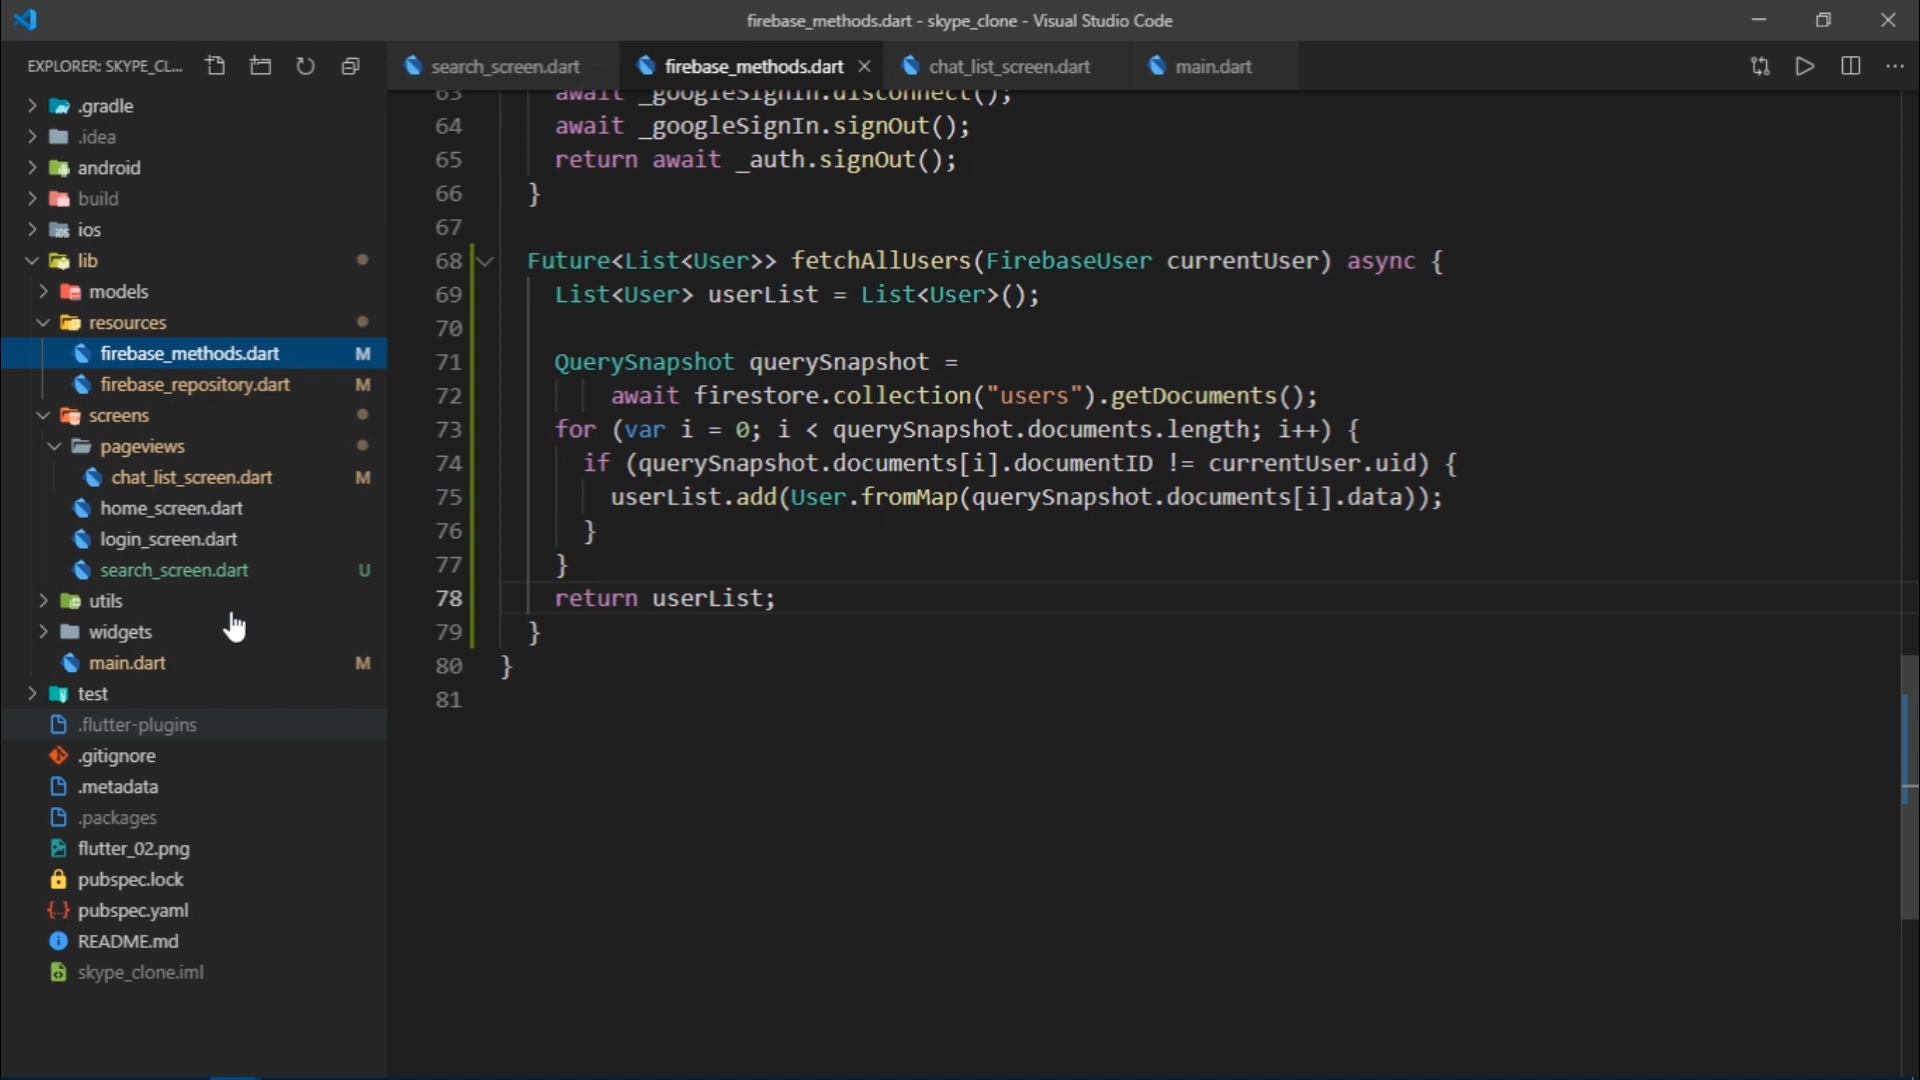 firebase_methods.dart - skype_clone - Visual Studio Code
EXPLORER: SKYPE_CL...
search_screen.dart
firebase_methods.dart
chat_list_screen.dart
main.dart
.gradle
.idea
android
build
ios
lib
models
resources
firebase_methods.dart M
firebase_repository.dart M
screens
pageviews
chat_list_screen.dart M
home_screen.dart
login_screen.dart
search_screen.dart U
utils
widgets
main.dart M
test
.flutter-plugins
.gitignore
.metadata
.packages
flutter_02.png
pubspec.lock
pubspec.yaml
README.md
skype_clone.iml
63 await _googleSignIn.disconnect();
64 await _googleSignIn.signOut();
65 return await _auth.signOut();
66 }
67
68 Future<List<User>> fetchAllUsers(FirebaseUser currentUser) async {
69 List<User> userList = List<User>();
70
71 QuerySnapshot querySnapshot =
72 await firestore.collection("users").getDocuments();
73 for (var i = 0; i < querySnapshot.documents.length; i++) {
74 if (querySnapshot.documents[i].documentID != currentUser.uid) {
75 userList.add(User.fromMap(querySnapshot.documents[i].data));
76 }
77 }
78 return userList;
79 }
80 }
81